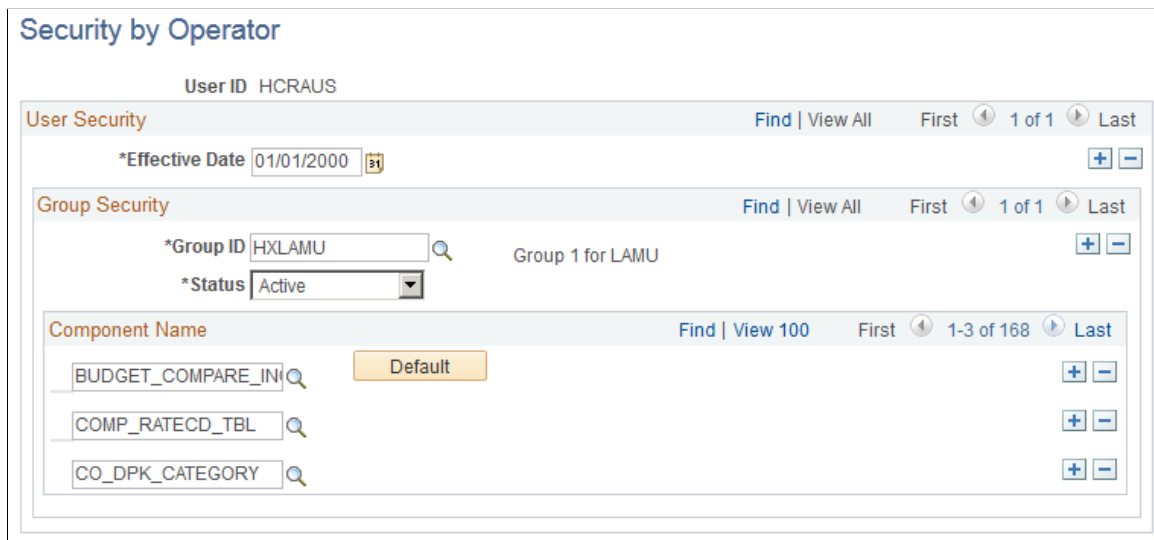 Security by Operator
User ID HCRAUS
User Security Find | View All First 1 of 1 Last
*Effective Date 01/01/2000 31
Group Security Find | View All First 1 of 1 Last
*Group ID HXLAMU Group 1 for LAMU
*Status Active
Component Name Find | View 100 First 1-3 of 168 Last
BUDGET_COMPARE_IN Default
COMP_RATECD_TBL
CO_DPK_CATEGORY